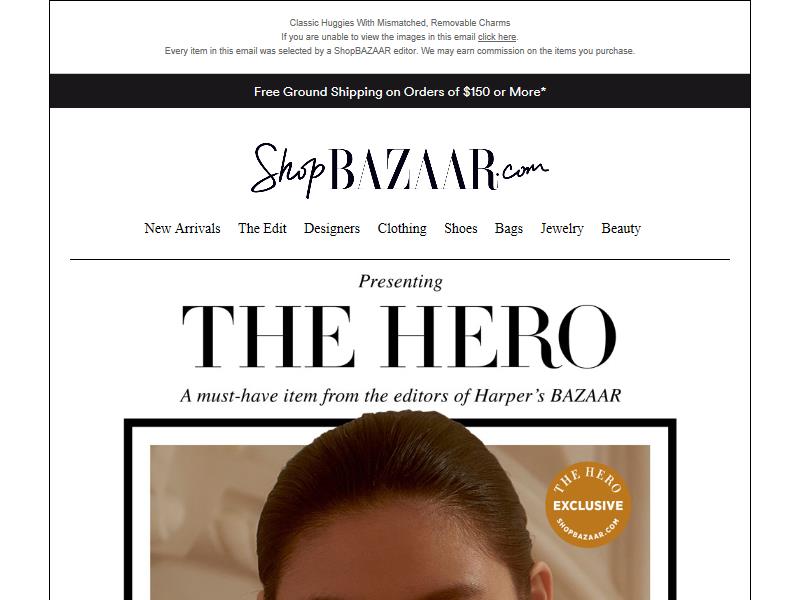 Classic Huggies With Mismatched, Removable Charms
If you are unable to view the images in this email click here.
Every item in this email was selected by a ShopBAZAAR editor. We may earn commission on the items you purchase.
Free Ground Shipping on Orders of $150 or More*
ShopBAZAAR.com
New Arrivals The Edit Designers Clothing Shoes Bags Jewelry Beauty
Presenting
THE HERO
A must-have item from the editors of Harper's BAZAAR
THE HERO
EXCLUSIVE
SHOPBAZAAR.COM